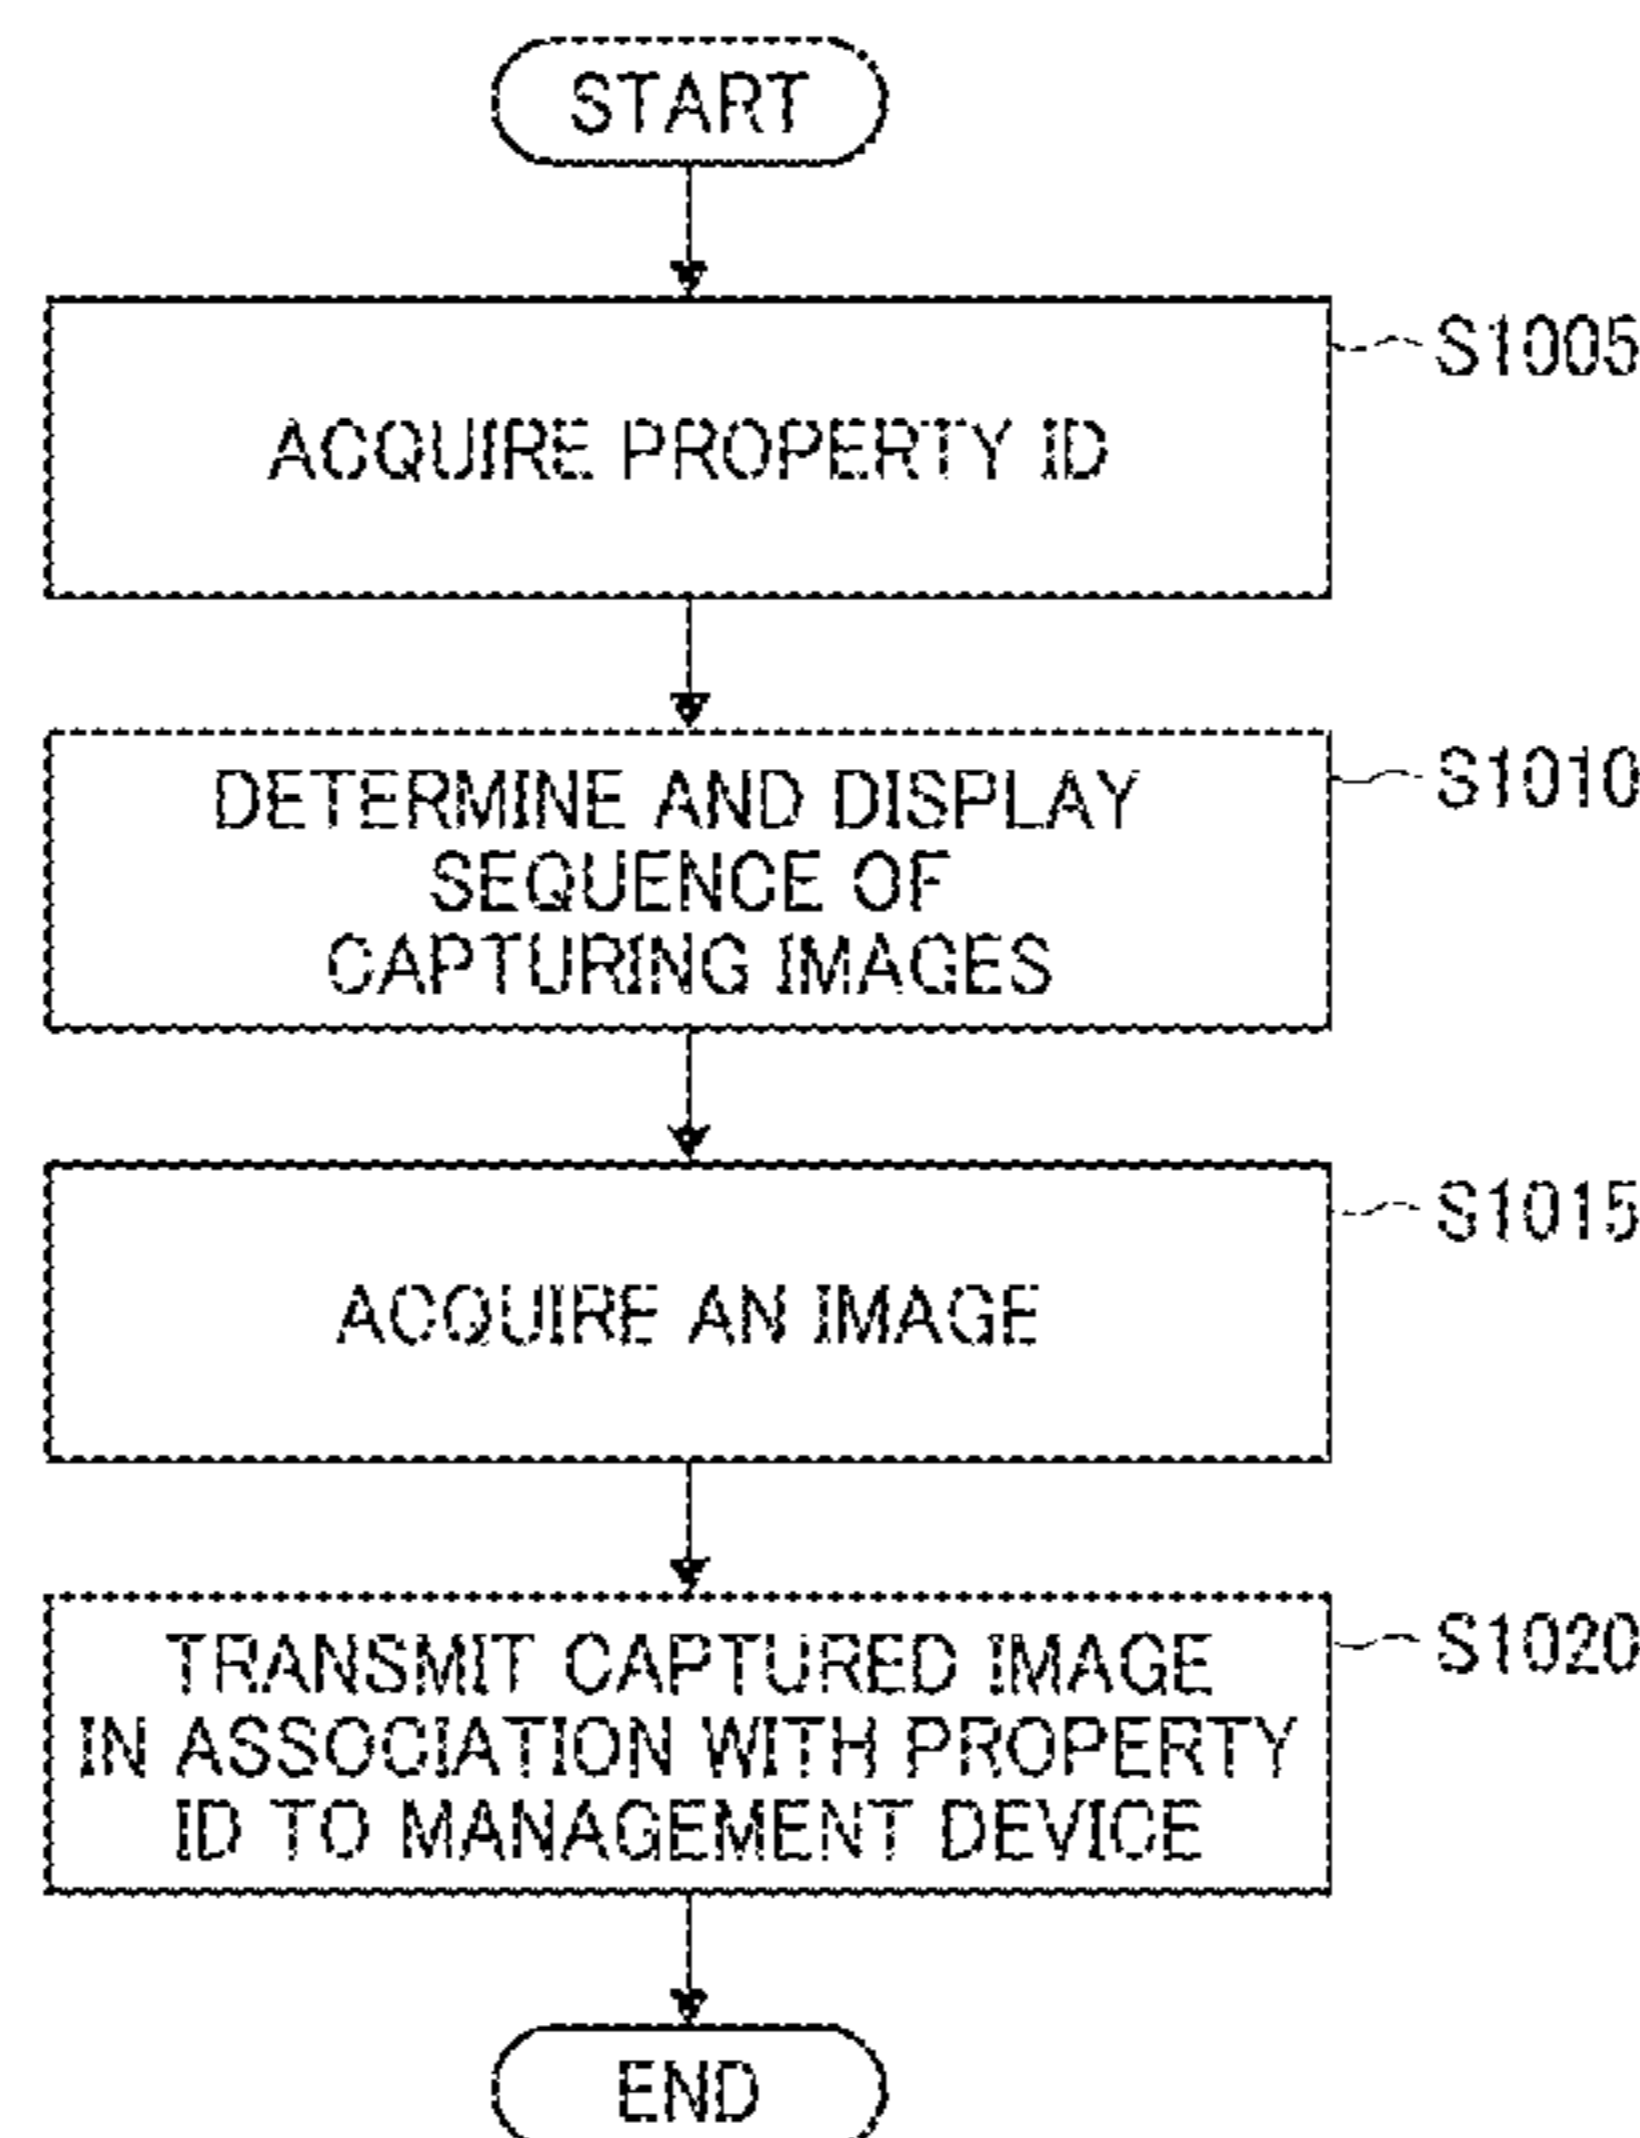 START
ACQUIRE PROPERTY ID
S1005
DETERMINE AND DISPLAY
SEQUENCE OF
CAPTURING IMAGES
S1010
ACQUIRE AN IMAGE
S1015
TRANSMIT CAPTURED IMAGE
IN ASSOCIATION WITH PROPERTY
ID TO MANAGEMENT DEVICE
S1020
END